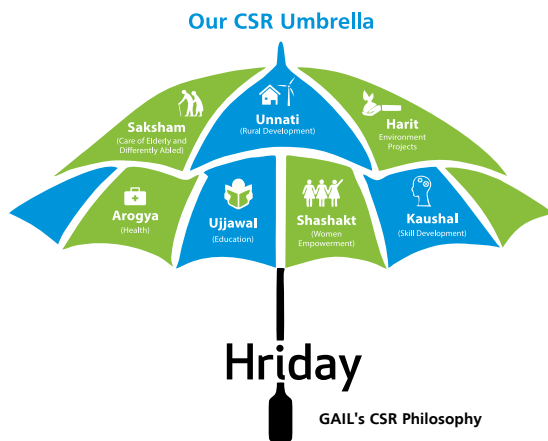 Our CSR Umbrella
Unnati
(Rural Development)
Saksham
(Care of Elderly and
Differently Abled)
Harit
Environment
Projects
Arogya
(Health)
Ujjawal
(Education)
Shashakt
(Women
Empowerment)
Kaushal
(Skill Development)
Hriday
GAIL's CSR Philosophy